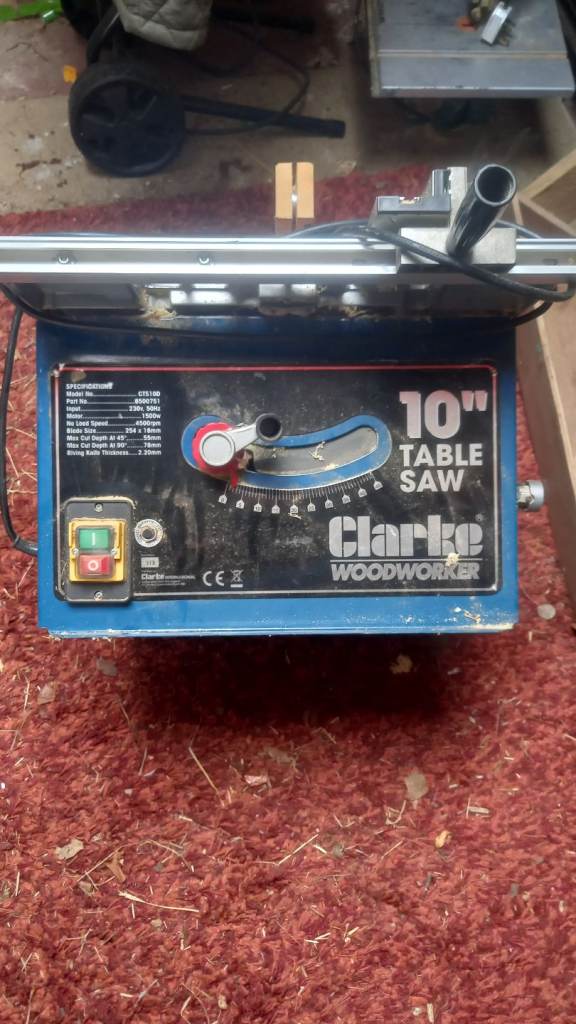 SPECIFICATIONS
Model No. CTS10D
Part No. 6500751
Input 230v, 50Hz
Motor 1500w
No Load Speed 4500rpm
Blade Size 254 x 16mm
Max Cut Depth At 45° 55mm
Max Cut Depth At 90° 78mm
Riving Knife Thickness 2.20mm
10"
TABLE
SAW
I
O
Clarke
CE
Clarke®
WOODWORKER